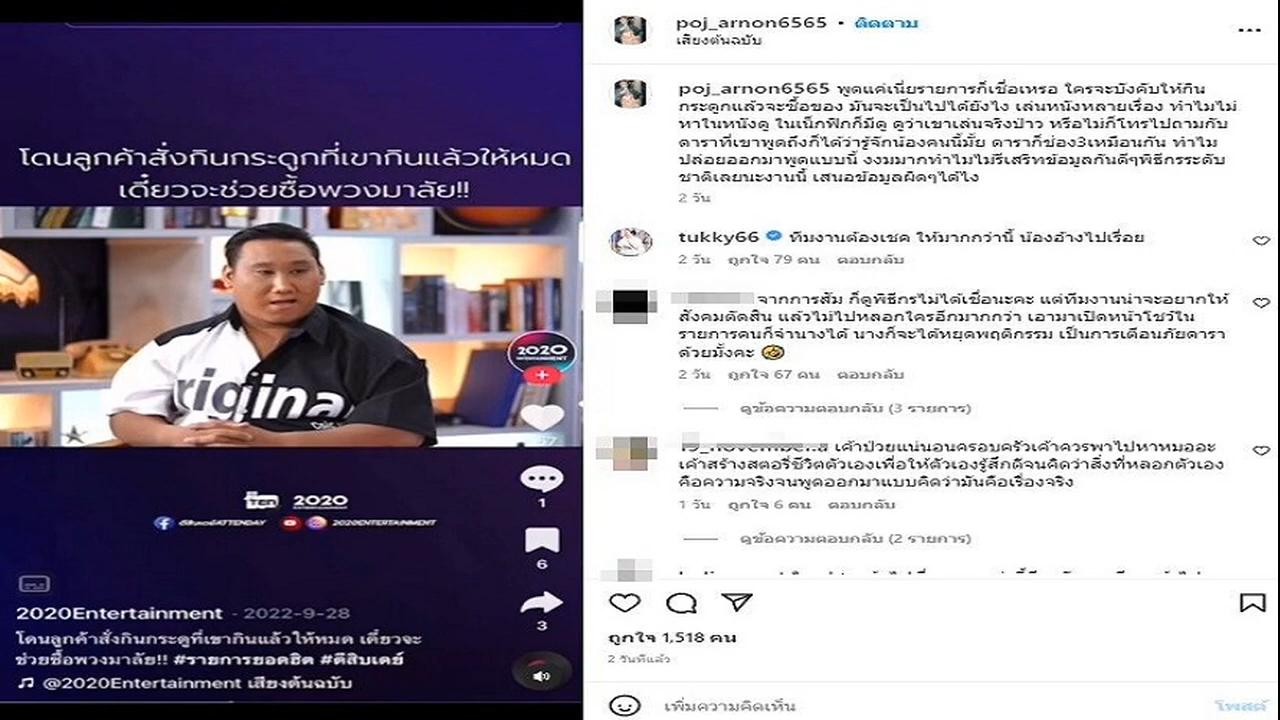 โดนลูกค้าสั่งกินกระดูกที่เขากินแล้วให้หมด
เดี๋ยวจะช่วยซื้อพวงมาลัย!!
riginal
2020
ENTERTAINMENT
1
6
3
TEN
2020
2020ENTERTAINMENT
2020Entertainment · 2022-9-28
โดนลูกค้าสั่งกินกระดูที่เขากินแล้วให้หมด เดี๋ยวจะ
ช่วยซื้อพวงมาลัย!! #รายการยอดฮิต #ตีสิบเดย์
@2020Entertainment เสียงต้นฉบับ
poj_arnon6565 • ติดตาม
เสียงต้นฉบับ
poj_arnon6565 พูดแค่เนี่ยรายการก็เชื่อเหรอ ใครจะบังคับให้กิน
กระดูกแล้วจะซื้อของ มันจะเป็นไปได้ยังไง เล่นหนังหลายเรื่อง ทำไมไม่
หาในหนังดู ในเน็กฟิกก็มีดู ดูว่าเขาเล่นจริงป่าว หรือไม่ก็โทรไปถามกับ
ดาราที่เขาพูดถึงก็ได้ว่ารู้จักน้องคนนี้มั้ย ดาราก็ช่อง3เหมือนกัน ทำไม
ปล่อยออกมาพูดแบบนี้ งงมมากทำไมไม่รีเสริทข้อมูลกันดีๆพิธีกรระดับ
ชาติเลยนะงานนี้ เสนอข้อมูลผิดๆได้ไง
2 วัน
tukky66 ทีมงานต้องเชค ให้มากกว่านี้ น้องอ้างไปเรื่อย
2 วัน ถูกใจ 79 คน ตอบกลับ
จากการสัม ก็ดูพิธีกรไม่ได้เชื่อนะคะ แต่ทีมงานน่าจะอยากให้
สังคมตัดสิน แล้วไม่ไปหลอกใครอีกมากกว่า เอามาเปิดหน้าโชว์ใน
รายการคนก็จำนางได้ นางก็จะได้หยุดพฤติกรรม เป็นการเตือนภัยดารา
ด้วยมั้งคะ 🤣
2 วัน ถูกใจ 67 คน ตอบกลับ
ดูข้อความตอบกลับ (3 รายการ)
เค้าป่วยแน่นอนครอบครัวเค้าควรพาไปหาหมออะ
เค้าสร้างสตอรี่ชีวิตตัวเองเพื่อให้ตัวเองรู้สึกดีจนคิดว่าสิ่งที่หลอกตัวเอง
คือความจริงจนพูดออกมาแบบคิดว่ามันคือเรื่องจริง
1 วัน ถูกใจ 6 คน ตอบกลับ
ดูข้อความตอบกลับ (2 รายการ)
ถูกใจ 1,518 คน
2 วันที่แล้ว
เพิ่มความคิดเห็น
โพสต์